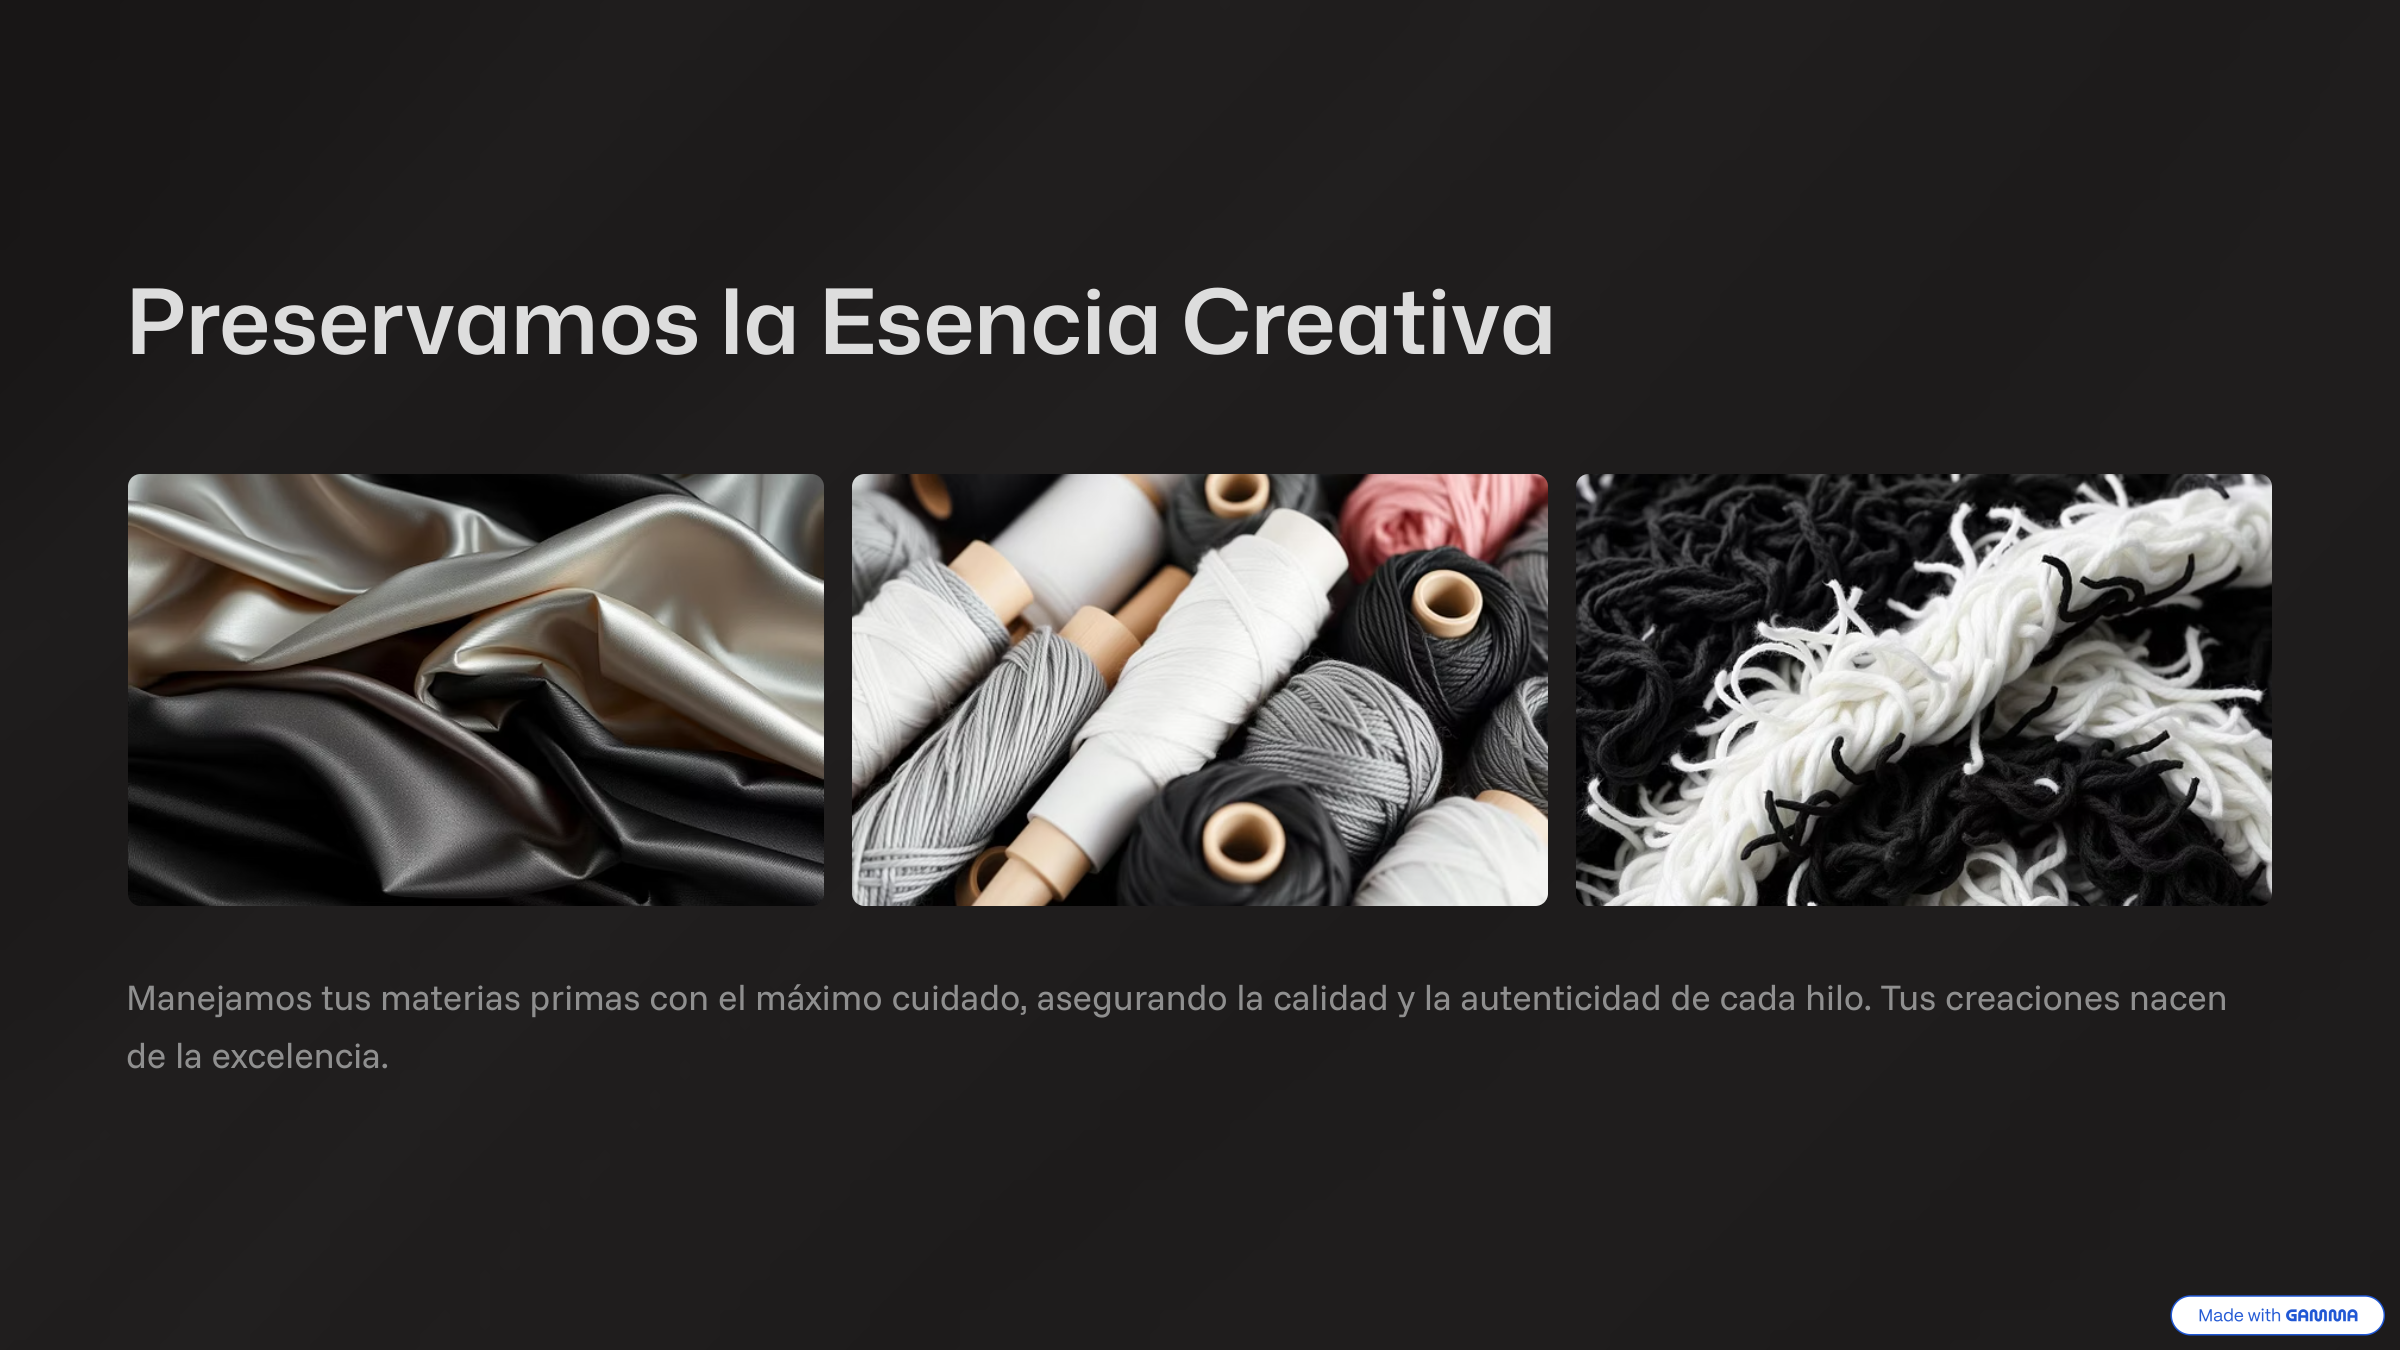 Preservamos la Esencia Creativa
Manejamos tus materias primas con el máximo cuidado, asegurando la calidad y la autenticidad de cada hilo. Tus creaciones nacen
de la excelencia.
Made with GAMMA